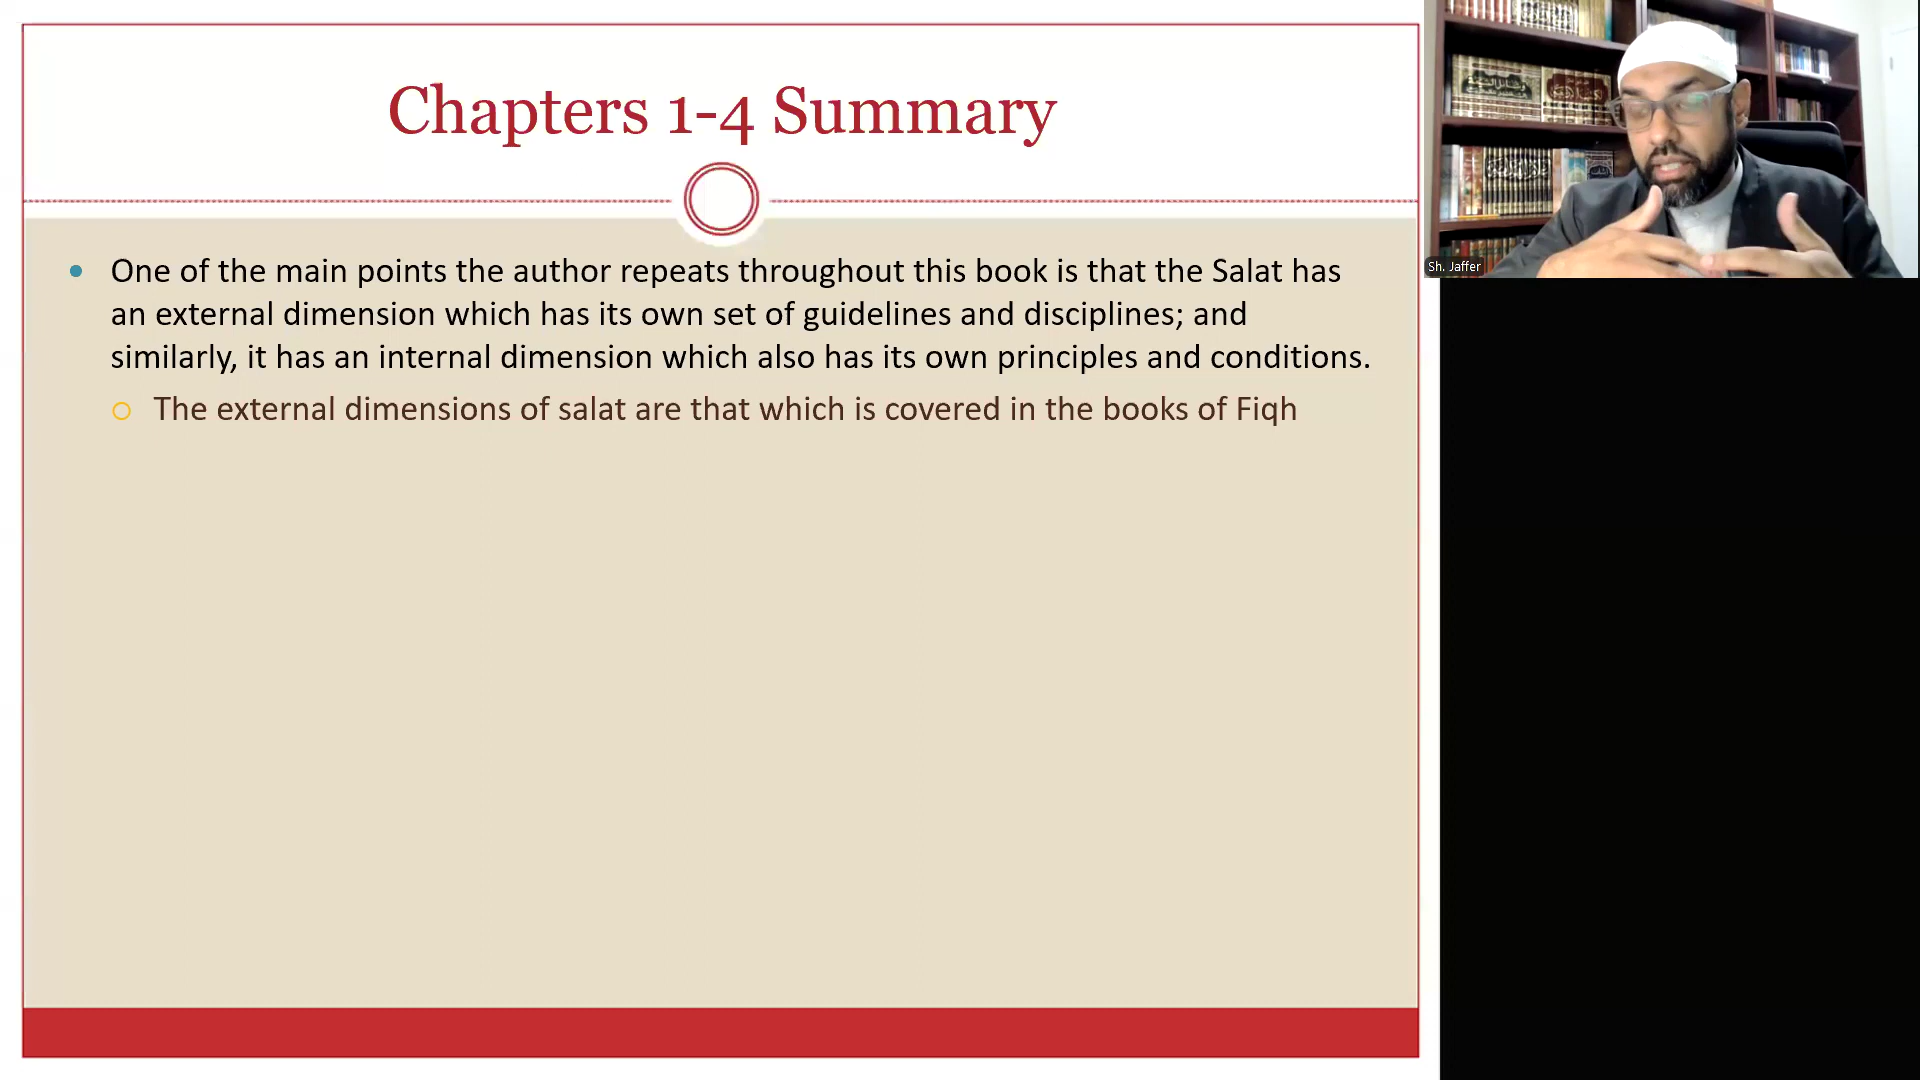 Chapters 1-4 Summary
One of the main points the author repeats throughout this book is that the Salat has
an external dimension which has its own set of guidelines and disciplines; and
similarly, it has an internal dimension which also has its own principles and conditions.
The external dimensions of salat are that which is covered in the books of Fiqh
Sh. Jaffer